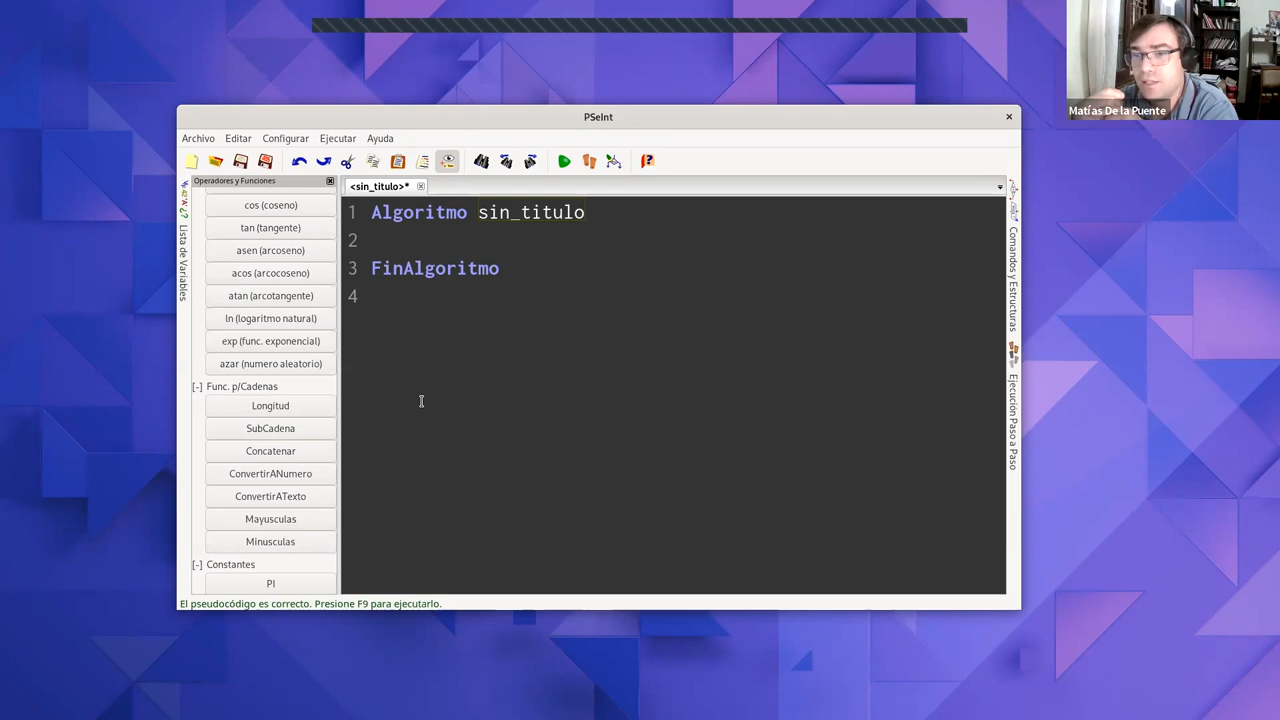 Matías De la Puente
PSeInt
Archivo Editar Configurar Ejecutar Ayuda
Operadores y Funciones
<sin_titulo>*
Lista de Variables
cos (coseno)
tan (tangente)
asen (arcoseno)
acos (arcocoseno)
atan (arcotangente)
ln (logaritmo natural)
exp (func. exponencial)
azar (numero aleatorio)
[-] Func. p/Cadenas
Longitud
SubCadena
Concatenar
ConvertirANumero
ConvertirATexto
Mayusculas
Minusculas
[-] Constantes
PI
1 Algoritmo sin_titulo
2
3 FinAlgoritmo
4
Comandos y Estructuras
Ejecución Paso a Paso
El pseudocódigo es correcto. Presione F9 para ejecutarlo.